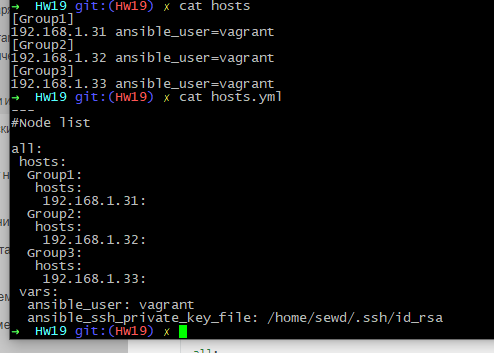 → HW19 git:(HW19) ✗ cat hosts
[Group1]
192.168.1.31 ansible_user=vagrant
[Group2]
192.168.1.32 ansible_user=vagrant
[Group3]
192.168.1.33 ansible_user=vagrant
→ HW19 git:(HW19) ✗ cat hosts.yml
---
#Node list

all:
 hosts:
  Group1:
   hosts:
    192.168.1.31:
  Group2:
   hosts:
    192.168.1.32:
  Group3:
   hosts:
    192.168.1.33:
 vars:
  ansible_user: vagrant
  ansible_ssh_private_key_file: /home/sewd/.ssh/id_rsa
→ HW19 git:(HW19) ✗
all: